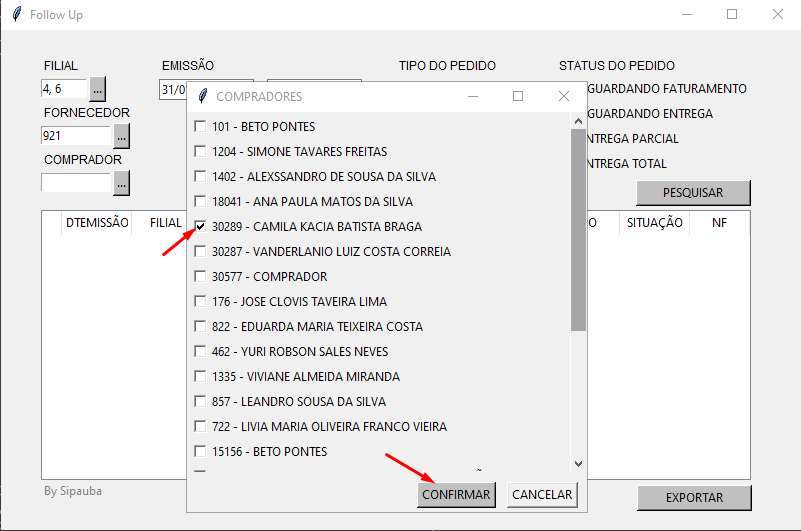 Follow Up
FILIAL
EMISSÃO
TIPO DO PEDIDO
STATUS DO PEDIDO
4, 6
...
31/0
GUARDANDO FATURAMENTO
FORNECEDOR
GUARDANDO ENTREGA
921
...
NTREGA PARCIAL
COMPRADOR
NTREGA TOTAL
...
PESQUISAR
DTEMISSÃO
FILIAL
O
SITUAÇÃO
NF
COMPRADORES
101 - BETO PONTES
1204 - SIMONE TAVARES FREITAS
1402 - ALEXSSANDRO DE SOUSA DA SILVA
18041 - ANA PAULA MATOS DA SILVA
30289 - CAMILA KACIA BATISTA BRAGA
30287 - VANDERLANIO LUIZ COSTA CORREIA
30577 - COMPRADOR
176 - JOSE CLOVIS TAVEIRA LIMA
822 - EDUARDA MARIA TEIXEIRA COSTA
462 - YURI ROBSON SALES NEVES
1335 - VIVIANE ALMEIDA MIRANDA
857 - LEANDRO SOUSA DA SILVA
722 - LIVIA MARIA OLIVEIRA FRANCO VIEIRA
15156 - BETO PONTES
CONFIRMAR
CANCELAR
By Sipauba
EXPORTAR